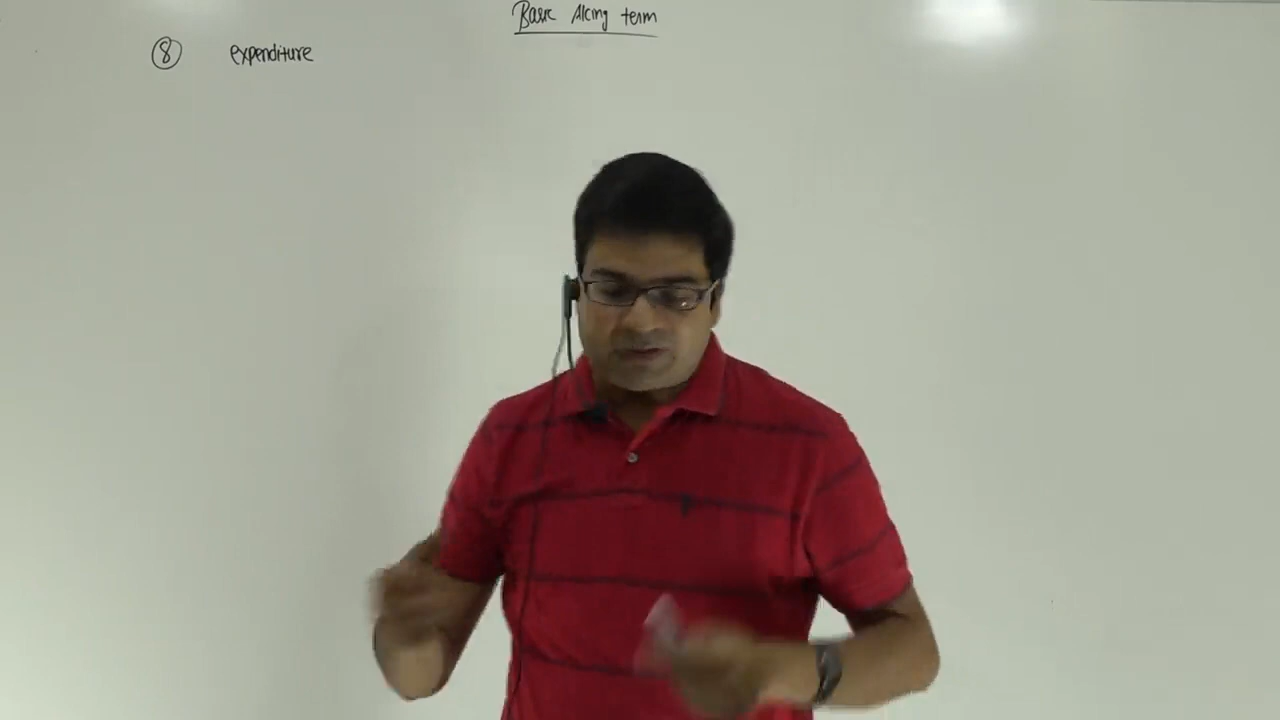 Basic A/cing term
⑧ expenditure